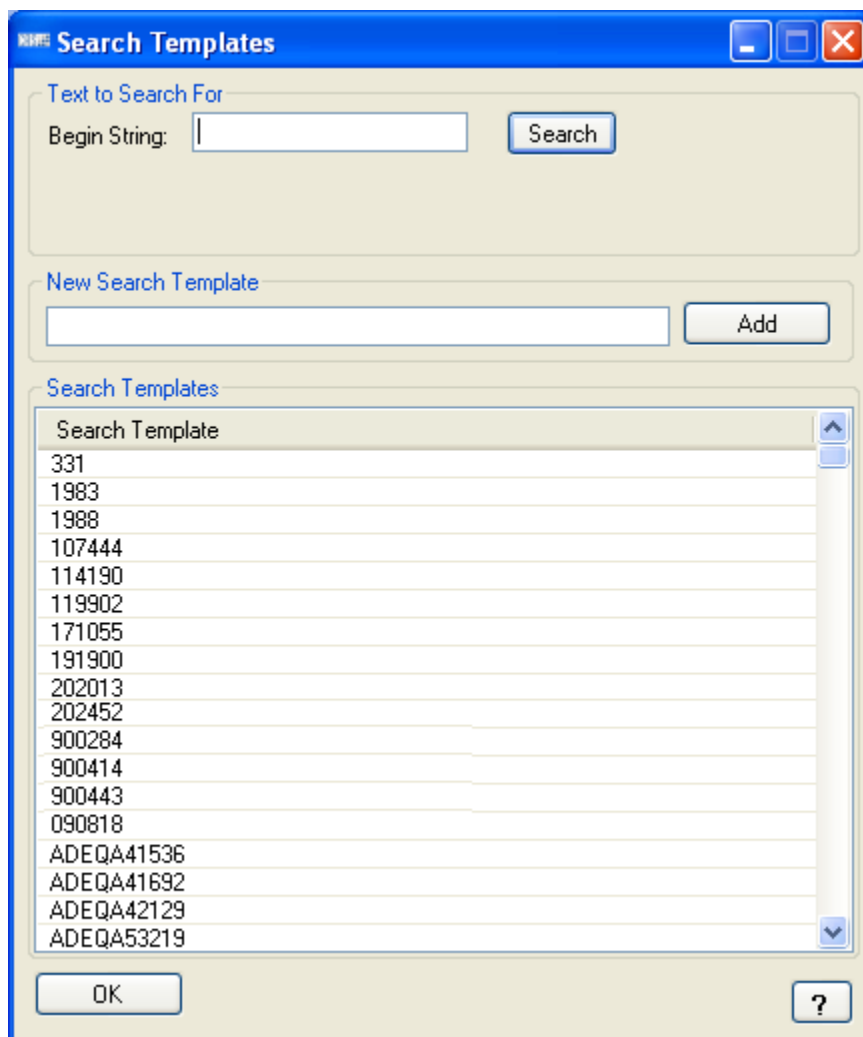 Search Templates
Text to Search For
Begin String:
Search
New Search Template
Add
Search Templates
Search Template
331
1983
1988
107444
114190
119902
171055
191900
202013
202452
900284
900414
900443
090818
ADEQA41536
ADEQA41692
ADEQA42129
ADEQA53219
OK
?